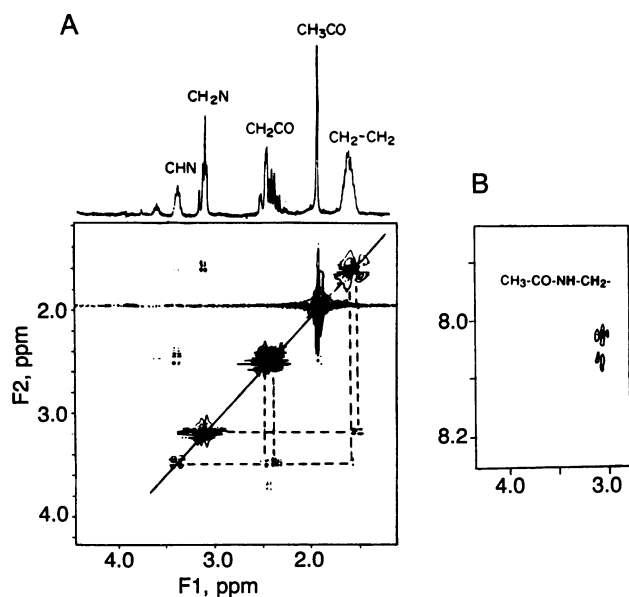 A
CH₃CO
CH₂N
CH₂CO
CH₂-CH₂
CHN
B
2.0
3.0
4.0
F2, ppm
4.0 3.0 2.0
F1, ppm
CH₃-CO-NH-CH₂-
8.0
8.2
4.0 3.0